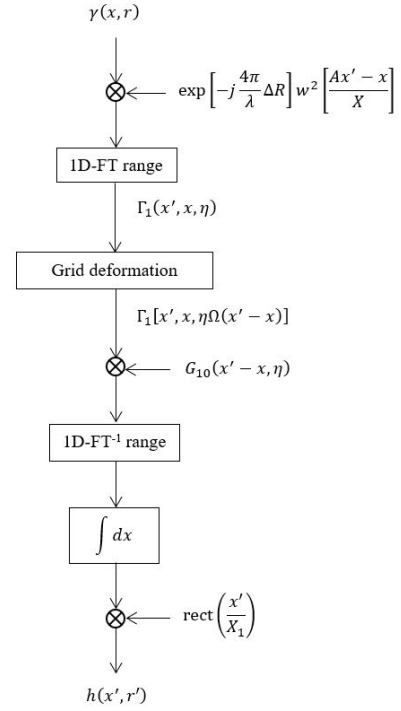 γ(x, r)
exp[−j 4π/λ ΔR] w² [Ax′ − x/X]
1D-FT range
Γ₁(x′, x, η)
Grid deformation
Γ₁[x′, x, ηΩ(x′ − x)]
G₁₀(x′ − x, η)
1D-FT⁻¹ range
∫ dx
rect(x′/X₁)
h(x′, r′)